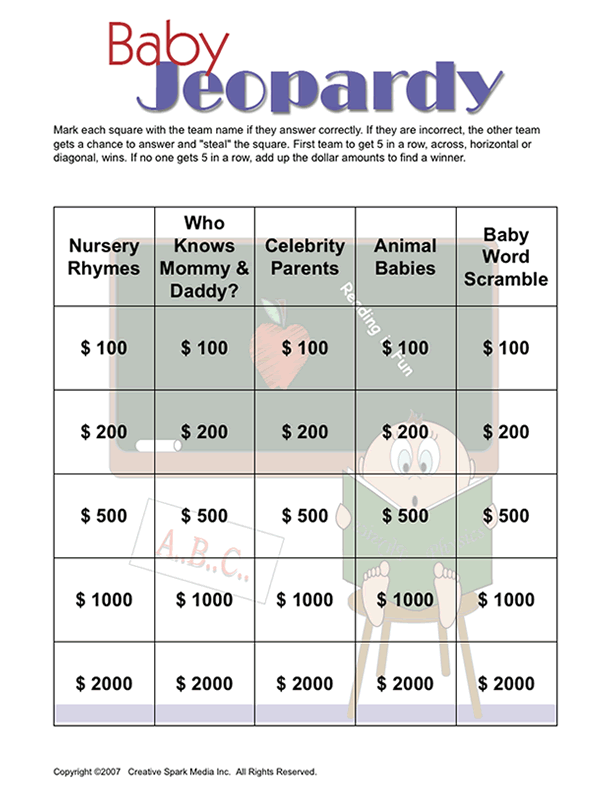 Baby
Jeopardy
Mark each square with the team name if they answer correctly. If they are incorrect, the other team
gets a chance to answer and "steal" the square. First team to get 5 in a row, across, horizontal or
diagonal, wins. If no one gets 5 in a row, add up the dollar amounts to find a winner.
Nursery
Rhymes
Who
Knows
Mommy &
Daddy?
Celebrity
Parents
Animal
Babies
Baby
Word
Scramble
Reading is Fun
$ 100 $ 100 $ 100 $ 100 $ 100
$ 200 $ 200 $ 200 $ 200 $ 200
$ 500 $ 500 $ 500 $ 500 $ 500
A..B..C..
$ 1000 $ 1000 $ 1000 $ 1000 $ 1000
$ 2000 $ 2000 $ 2000 $ 2000 $ 2000
Copyright ©2007 Creative Spark Media Inc. All Rights Reserved.